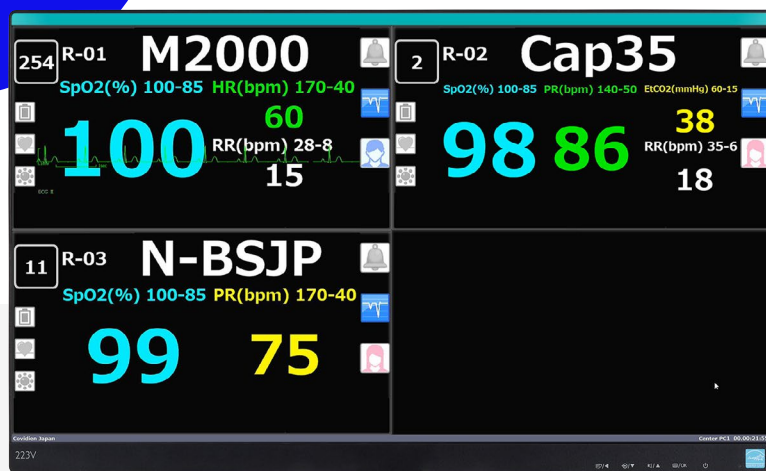 254 R-01 M2000
SpO2(%) 100-85 HR(bpm) 170-40
100
60
RR(bpm) 28-8
15
ECG II
2 R-02 Cap35
SpO2(%) 100-85 PR(bpm) 140-50 EtCO2(mmHg) 60-15
98 86 38
RR(bpm) 35-6
18
11 R-03 N-BSJP
SpO2(%) 100-85 PR(bpm) 170-40
99 75
Covidien Japan
Center PC1
223V